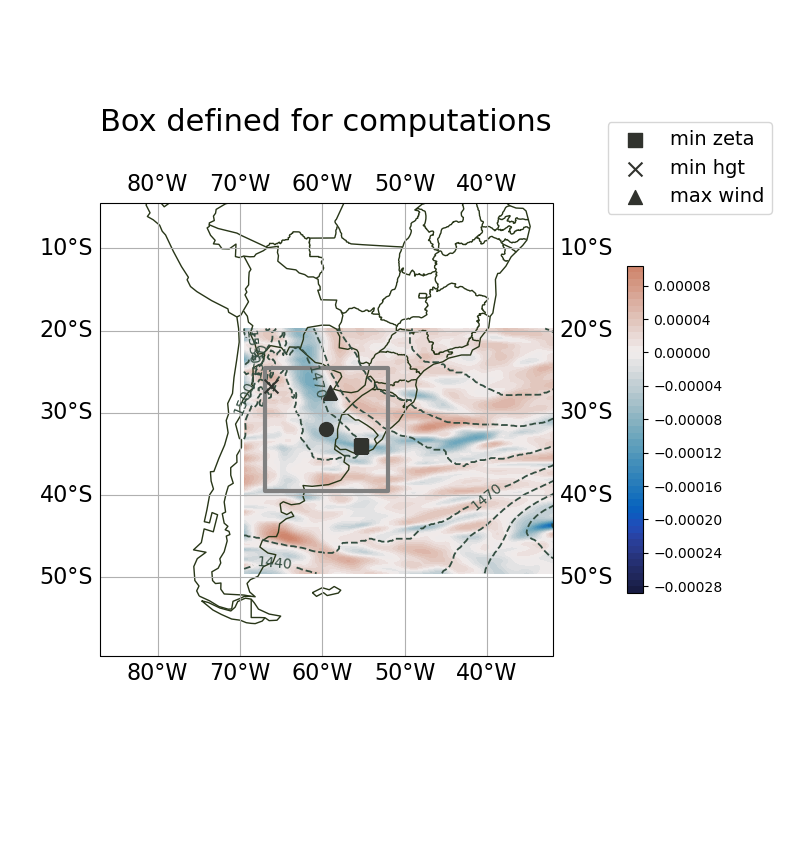 Box defined for computations
min zeta
min hgt
max wind
80°W 70°W 60°W 50°W 40°W
10°S 10°S
20°S 20°S
30°S 30°S
40°S 40°S
50°S 50°S
80°W 70°W 60°W 50°W 40°W
1470
1470
1440
0.00008
0.00004
0.00000
−0.00004
−0.00008
−0.00012
−0.00016
−0.00020
−0.00024
−0.00028